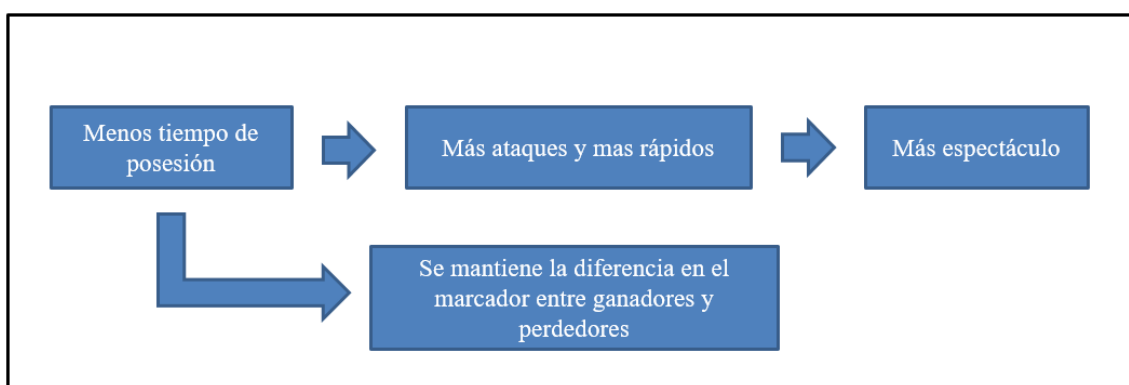 Menos tiempo de
posesión
Más ataques y mas rápidos
Más espectáculo
Se mantiene la diferencia en el
marcador entre ganadores y
perdedores